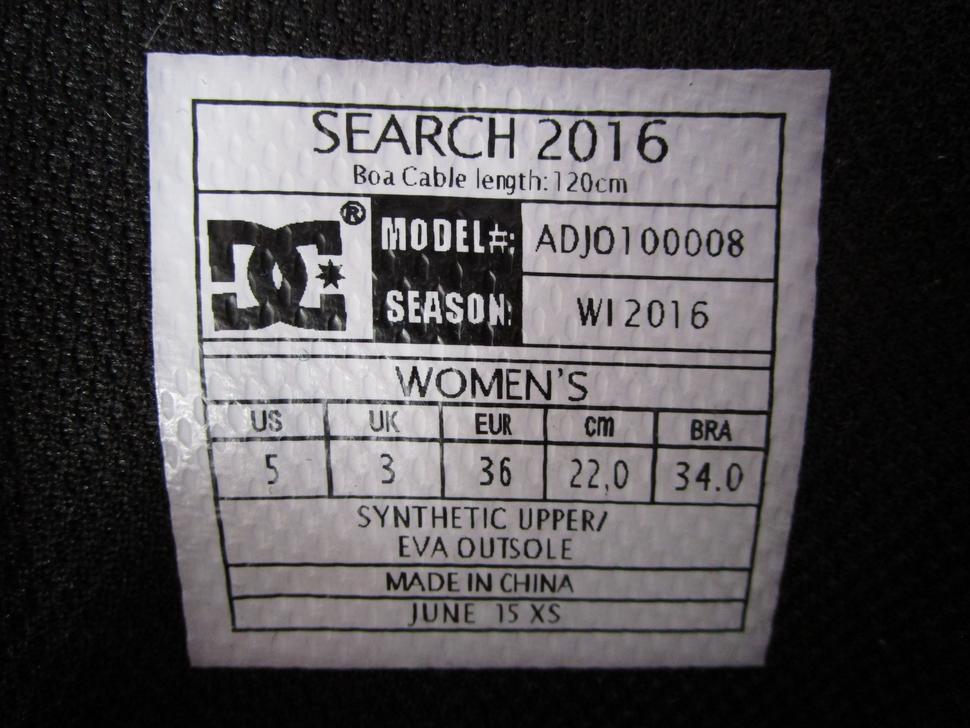 SEARCH 2016
Boa Cable length: 120cm
DC ®
MODEL#: ADJO100008
SEASON: WI 2016
WOMEN'S
US UK EUR cm BRA
5 3 36 22,0 34.0
SYNTHETIC UPPER/
EVA OUTSOLE
MADE IN CHINA
JUNE 15 XS